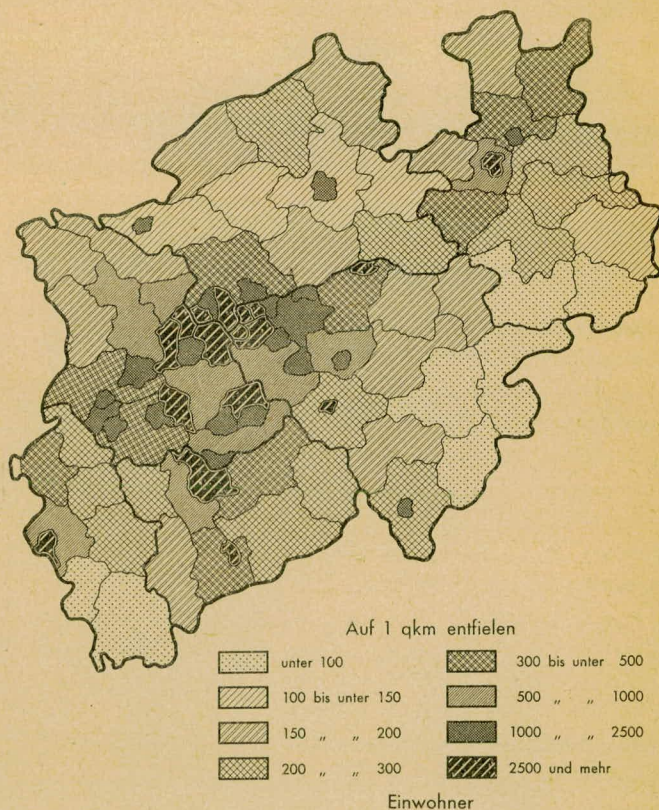 Auf 1 qkm entfielen
unter 100
100 bis unter 150
150 „ „ 200
200 „ „ 300
300 bis unter 500
500 „ „ 1000
1000 „ „ 2500
2500 und mehr
Einwohner